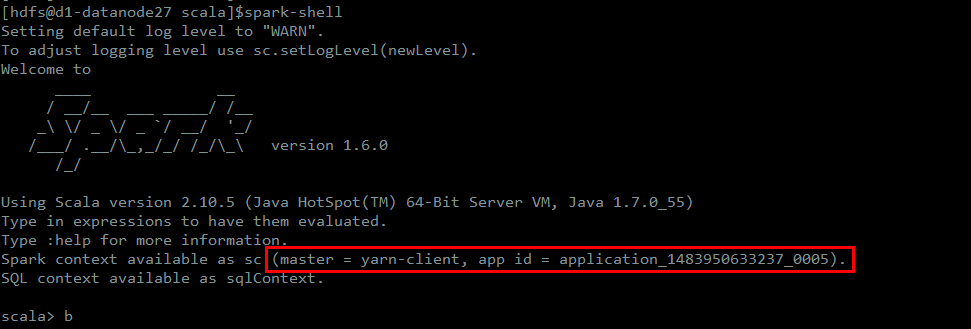 [hdfs@d1-datanode27 scala]$spark-shell
Setting default log level to "WARN".
To adjust logging level use sc.setLogLevel(newLevel).
Welcome to
      ____              __
     / __/__  ___ _____/ /__
    _\ \/ _ \/ _ `/ __/  '_/
   /___/ .__/\_,_/_/ /_/\_\   version 1.6.0
      /_/
Using Scala version 2.10.5 (Java HotSpot(TM) 64-Bit Server VM, Java 1.7.0_55)
Type in expressions to have them evaluated.
Type :help for more information.
Spark context available as sc (master = yarn-client, app id = application_1483950633237_0005).
SQL context available as sqlContext.
scala> b